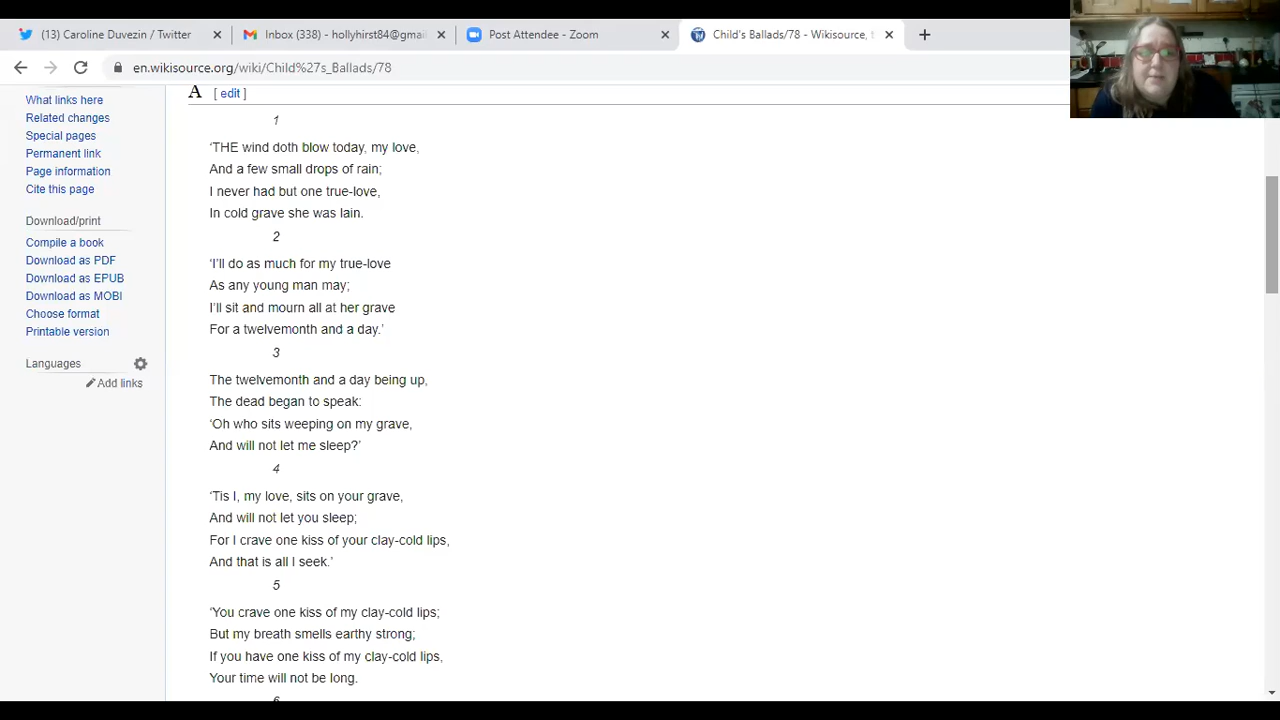 (13) Caroline Duvezin / Twitter
Inbox (338) - hollyhirst84@gmai
Post Attendee - Zoom
Child's Ballads/78 - Wikisource, t
en.wikisource.org/wiki/Child%27s_Ballads/78
What links here
Related changes
Special pages
Permanent link
Page information
Cite this page
Download/print
Compile a book
Download as PDF
Download as EPUB
Download as MOBI
Choose format
Printable version
Languages
Add links
A [ edit ]
1
‘THE wind doth blow today, my love,
And a few small drops of rain;
I never had but one true-love,
In cold grave she was lain.
2
‘I’ll do as much for my true-love
As any young man may;
I’ll sit and mourn all at her grave
For a twelvemonth and a day.’
3
The twelvemonth and a day being up,
The dead began to speak:
‘Oh who sits weeping on my grave,
And will not let me sleep?’
4
‘Tis I, my love, sits on your grave,
And will not let you sleep;
For I crave one kiss of your clay-cold lips,
And that is all I seek.’
5
‘You crave one kiss of my clay-cold lips;
But my breath smells earthy strong;
If you have one kiss of my clay-cold lips,
Your time will not be long.
6